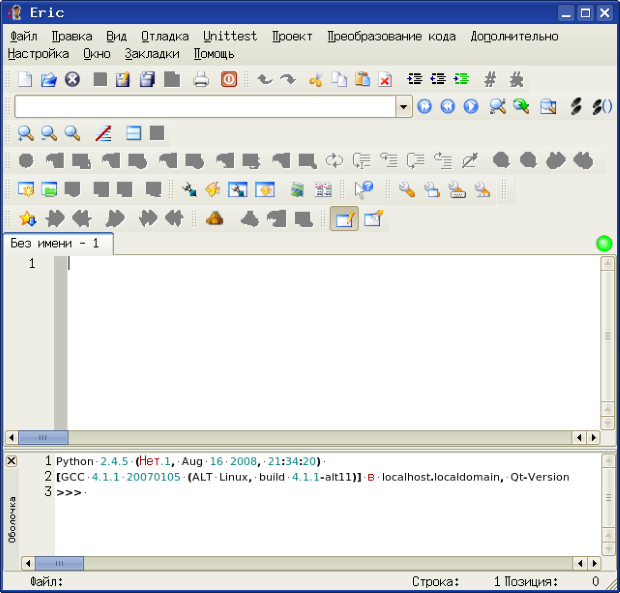 Eric
Файл Правка Вид Отладка Unittest Проект Преобразование кода Дополнительно
Настройка Окно Закладки Помощь
Без имени - 1
1
1 Python 2.4.5 (Нет.1, Aug 16 2008, 21:34:20)
2 [GCC 4.1.1 20070105 (ALT Linux, build 4.1.1-alt11)] в localhost.localdomain, Qt-Version
3 >>>
Оболочка
Файл: Строка: 1 Позиция: 0